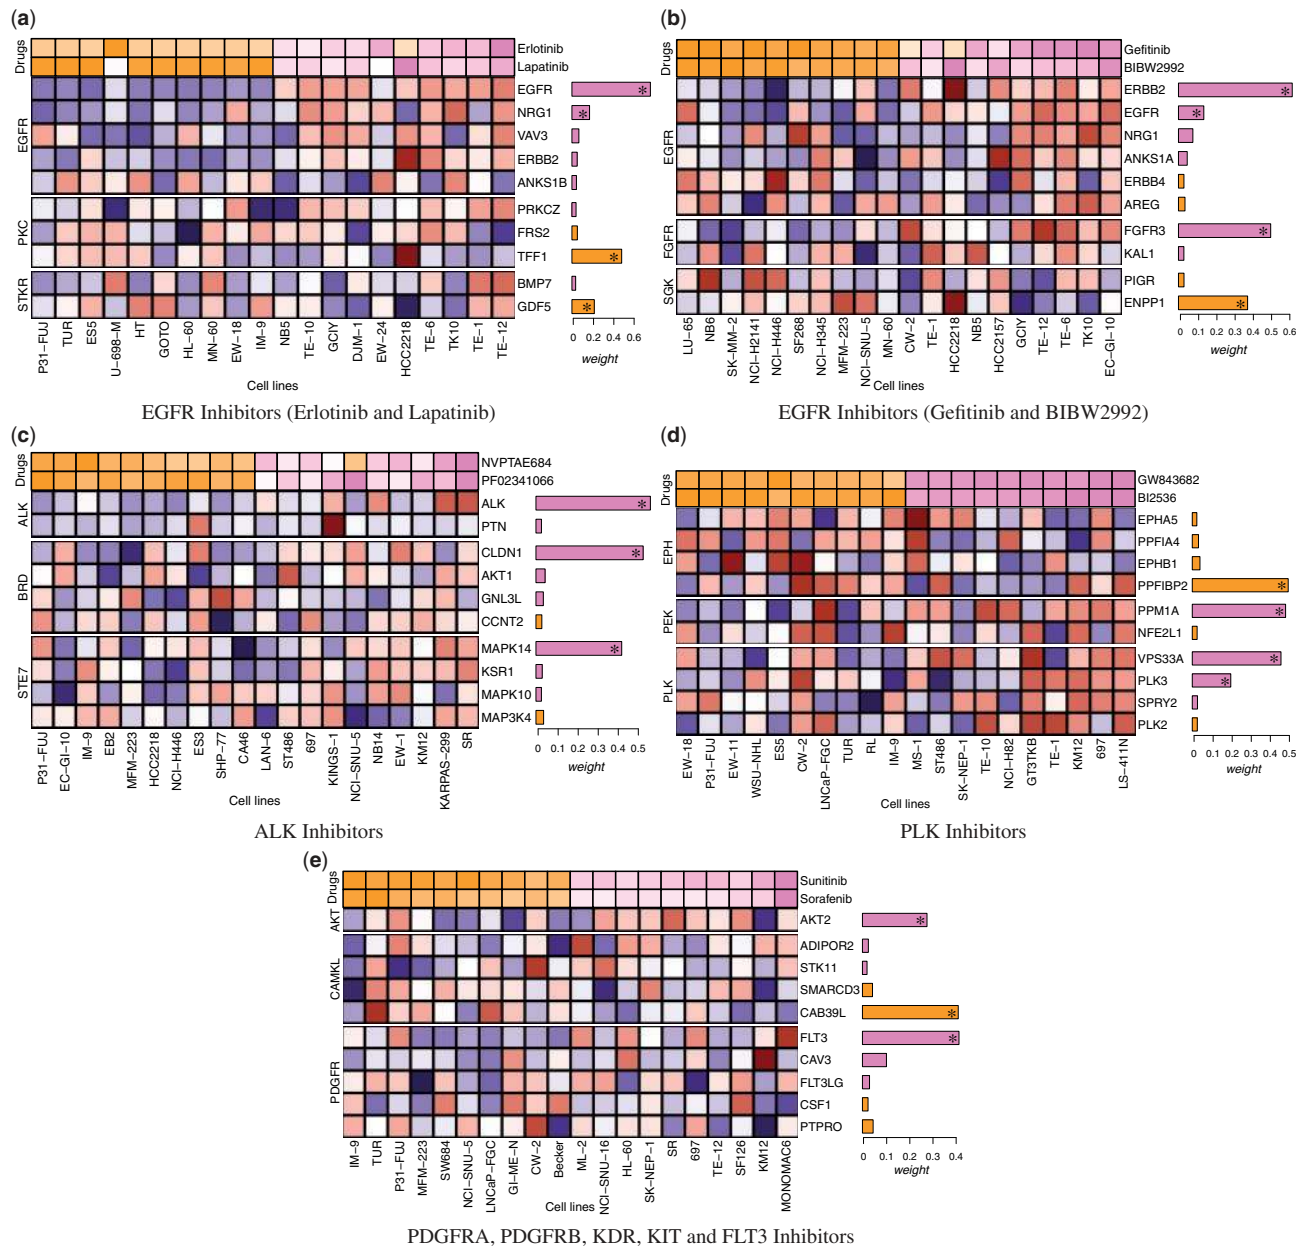 (a)
Drugs
Erlotinib
Lapatinib
EGFR
EGFR
NRG1
VAV3
ERBB2
ANKS1B
PKC
PRKCZ
FRS2
TFF1
STKR
BMP7
GDF5
P31−FUJ
TUR
ES5
U−698−M
HT
GOTO
HL−60
MN−60
EW−18
IM−9
NB5
TE−10
GCIY
DJM−1
EW−24
HCC2218
TE−6
TK10
TE−1
TE−12
Cell lines
0 0.2 0.4 0.6
weight
EGFR Inhibitors (Erlotinib and Lapatinib)
(b)
Drugs
Gefitinib
BIBW2992
EGFR
ERBB2
EGFR
NRG1
ANKS1A
ERBB4
AREG
FGFR
FGFR3
KAL1
SGK
PIGR
ENPP1
LU−65
NB6
SK−MM−2
NCI−H2141
NCI−H446
SF268
NCI−H345
MFM−223
NCI−SNU−5
MN−60
CW−2
TE−1
HCC2218
NB5
HCC2157
GCIY
TE−12
TE−6
TK10
EC−GI−10
Cell lines
0 0.1 0.2 0.3 0.4 0.5 0.6
weight
EGFR Inhibitors (Gefitinib and BIBW2992)
(c)
Drugs
NVPTAE684
PF02341066
ALK
ALK
PTN
BRD
CLDN1
AKT1
GNL3L
CCNT2
STE7
MAPK14
KSR1
MAPK10
MAP3K4
P31−FUJ
EC−GI−10
IM−9
EB2
MFM−223
HCC2218
NCI−H446
ES3
SHP−77
CA46
LAN−6
ST486
697
KINGS−1
NCI−SNU−5
NB14
EW−1
KM12
KARPAS−299
SR
Cell lines
0 0.1 0.2 0.3 0.4 0.5
weight
ALK Inhibitors
(d)
Drugs
GW843682
BI2536
EPH
EPHA5
PPFIA4
EPHB1
PPFIBP2
PEK
PPM1A
NFE2L1
PLK
VPS33A
PLK3
SPRY2
PLK2
EW−18
P31−FUJ
EW−11
WSU−NHL
ES5
CW−2
LNCaP−FGC
TUR
RL
IM−9
MS−1
ST486
SK−NEP−1
TE−10
NCI−H82
GT3TKB
TE−1
KM12
697
LS−411N
Cell lines
0 0.1 0.2 0.3 0.4 0.5
weight
PLK Inhibitors
(e)
Drugs
Sunitinib
Sorafenib
AKT
AKT2
CAMKL
ADIPOR2
STK11
SMARCD3
CAB39L
PDGFR
FLT3
CAV3
FLT3LG
CSF1
PTPRO
IM−9
TUR
P31−FUJ
MFM−223
SW684
NCI−SNU−5
LNCaP−FGC
GI−ME−N
CW−2
Becker
ML−2
NCI−SNU−16
HL−60
SK−NEP−1
SR
697
TE−12
SF126
KM12
MONOMAC6
Cell lines
0 0.1 0.2 0.3 0.4
weight
PDGFRA, PDGFRB, KDR, KIT and FLT3 Inhibitors